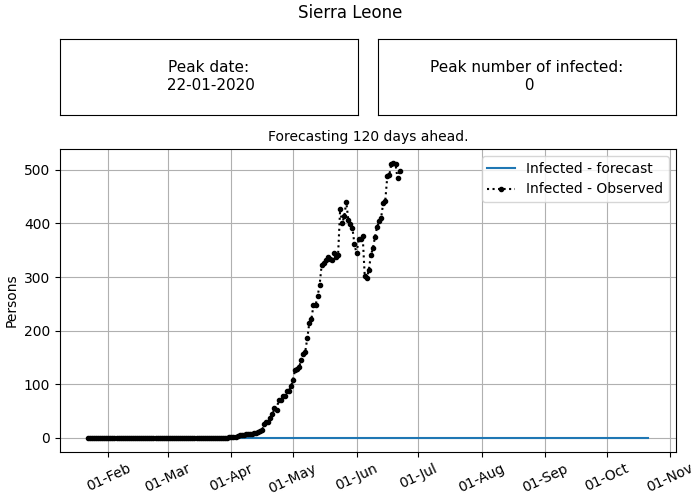 Sierra Leone
Peak date:
22-01-2020
Peak number of infected:
0
Forecasting 120 days ahead.
Infected - forecast
Infected - Observed
Persons
500
400
300
200
100
0
01-Feb
01-Mar
01-Apr
01-May
01-Jun
01-Jul
01-Aug
01-Sep
01-Oct
01-Nov